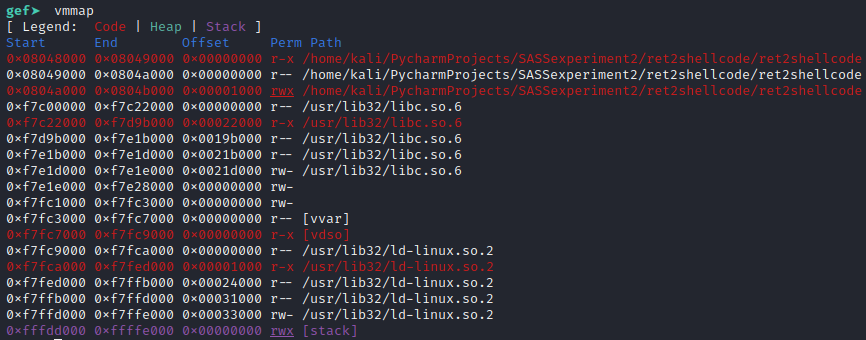 gef➤ vmmap
[ Legend: Code | Heap | Stack ]
Start End Offset Perm Path
0x08048000 0x08049000 0x00000000 r-x /home/kali/PycharmProjects/SASSexperiment2/ret2shellcode/ret2shellcode
0x08049000 0x0804a000 0x00000000 r-- /home/kali/PycharmProjects/SASSexperiment2/ret2shellcode/ret2shellcode
0x0804a000 0x0804b000 0x00001000 rwx /home/kali/PycharmProjects/SASSexperiment2/ret2shellcode/ret2shellcode
0xf7c00000 0xf7c22000 0x00000000 r-- /usr/lib32/libc.so.6
0xf7c22000 0xf7d9b000 0x00022000 r-x /usr/lib32/libc.so.6
0xf7d9b000 0xf7e1b000 0x0019b000 r-- /usr/lib32/libc.so.6
0xf7e1b000 0xf7e1d000 0x0021b000 r-- /usr/lib32/libc.so.6
0xf7e1d000 0xf7e1e000 0x0021d000 rw- /usr/lib32/libc.so.6
0xf7e1e000 0xf7e28000 0x00000000 rw-
0xf7fc1000 0xf7fc3000 0x00000000 rw-
0xf7fc3000 0xf7fc7000 0x00000000 r-- [vvar]
0xf7fc7000 0xf7fc9000 0x00000000 r-x [vdso]
0xf7fc9000 0xf7fca000 0x00000000 r-- /usr/lib32/ld-linux.so.2
0xf7fca000 0xf7fed000 0x00001000 r-x /usr/lib32/ld-linux.so.2
0xf7fed000 0xf7ffb000 0x00024000 r-- /usr/lib32/ld-linux.so.2
0xf7ffb000 0xf7ffd000 0x00031000 r-- /usr/lib32/ld-linux.so.2
0xf7ffd000 0xf7ffe000 0x00033000 rw- /usr/lib32/ld-linux.so.2
0xfffdd000 0xffffe000 0x00000000 rwx [stack]